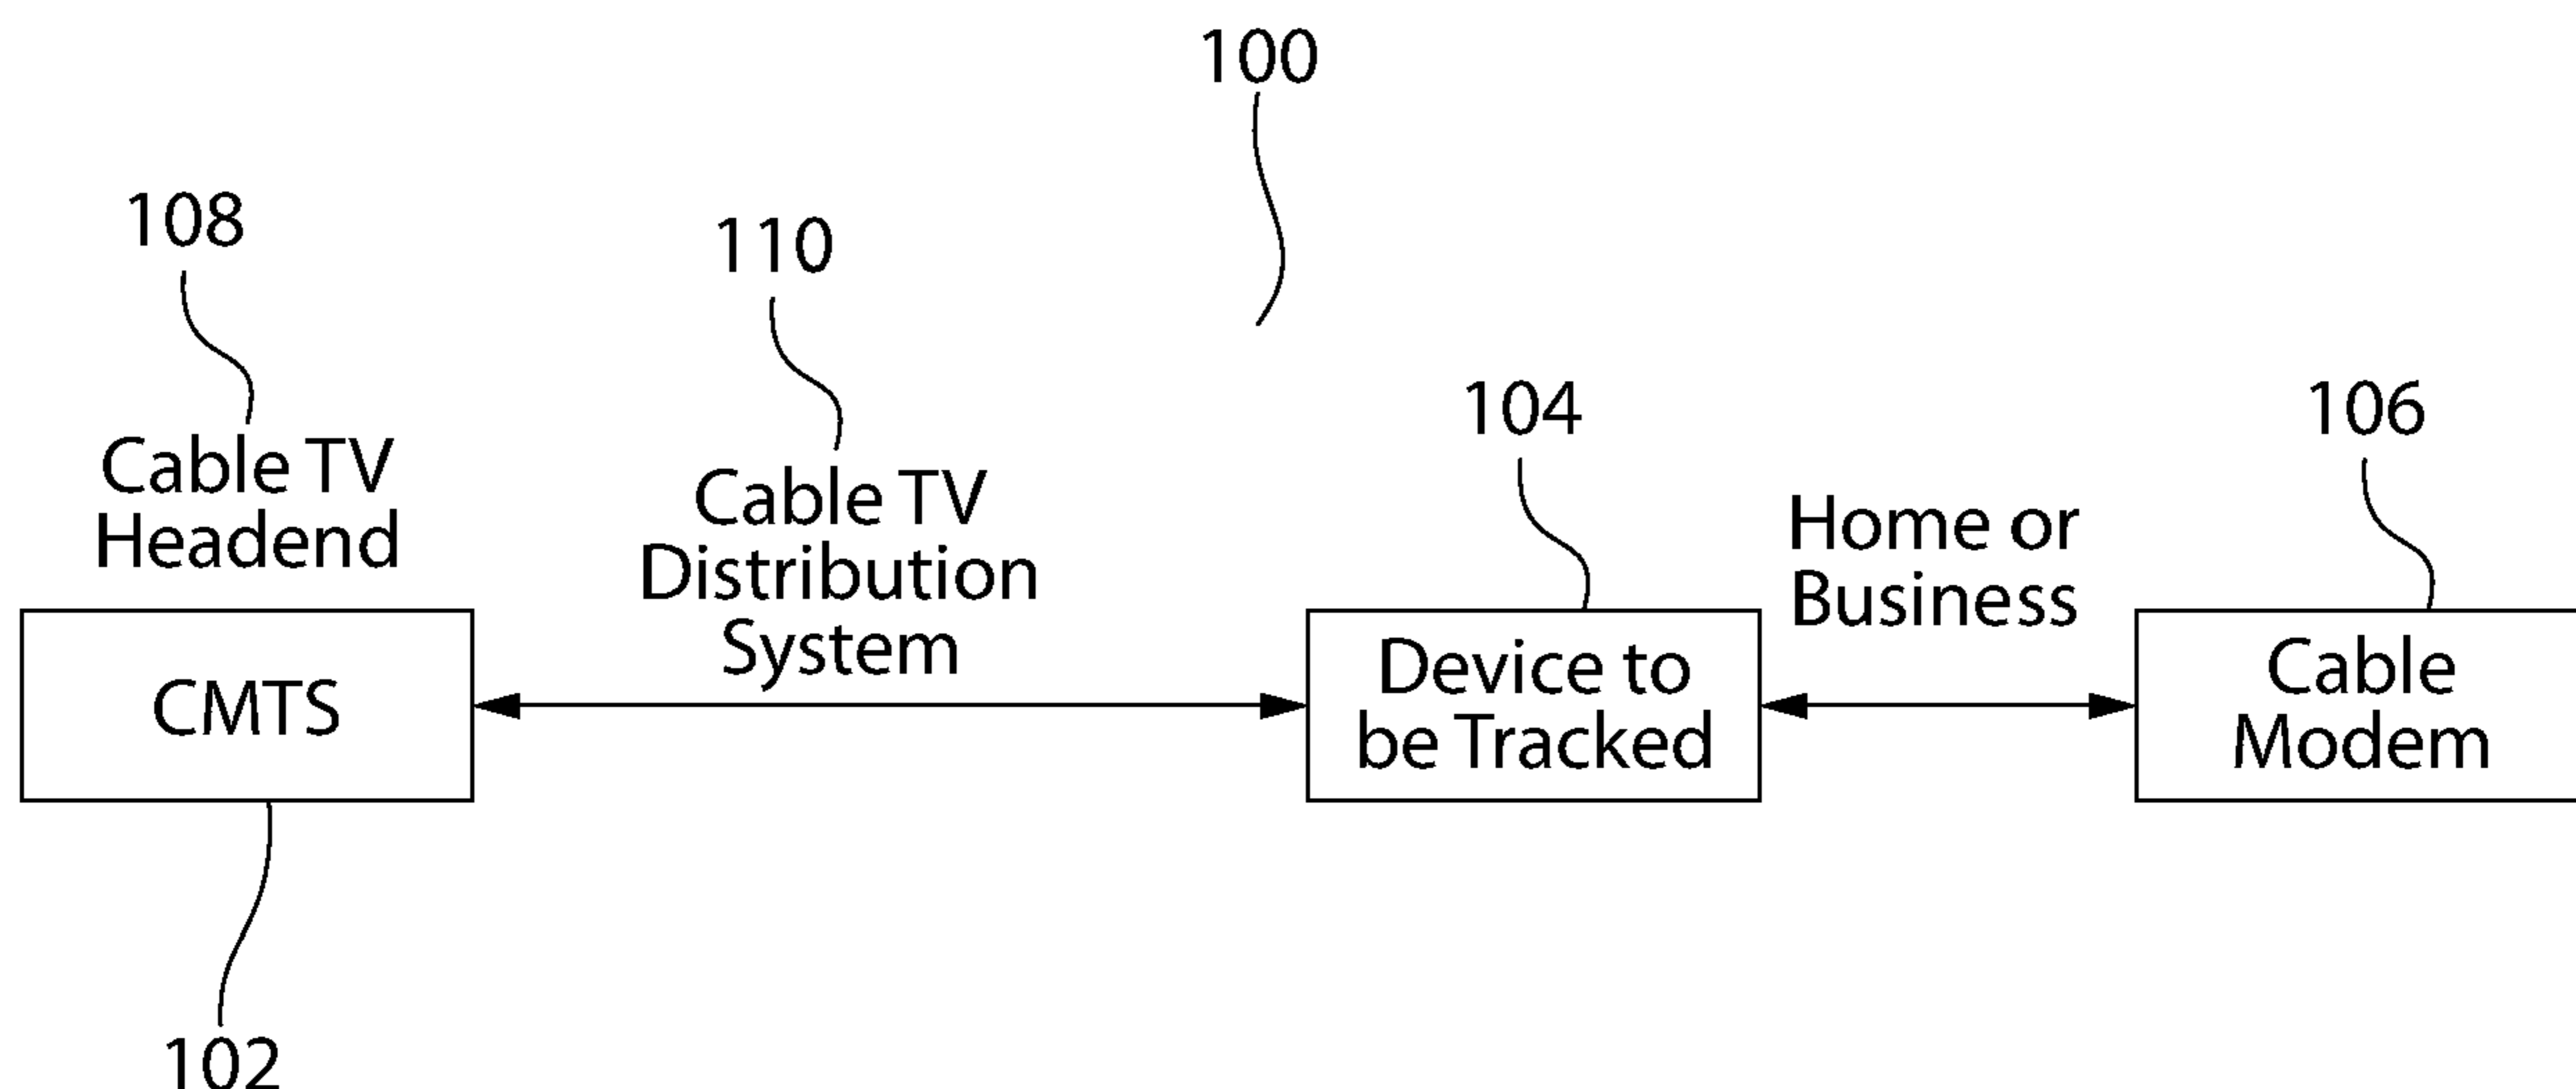 100
108
110
104
106
Cable TV
Headend
Cable TV
Distribution
System
Home or
Business
CMTS
Device to
be Tracked
Cable
Modem
102